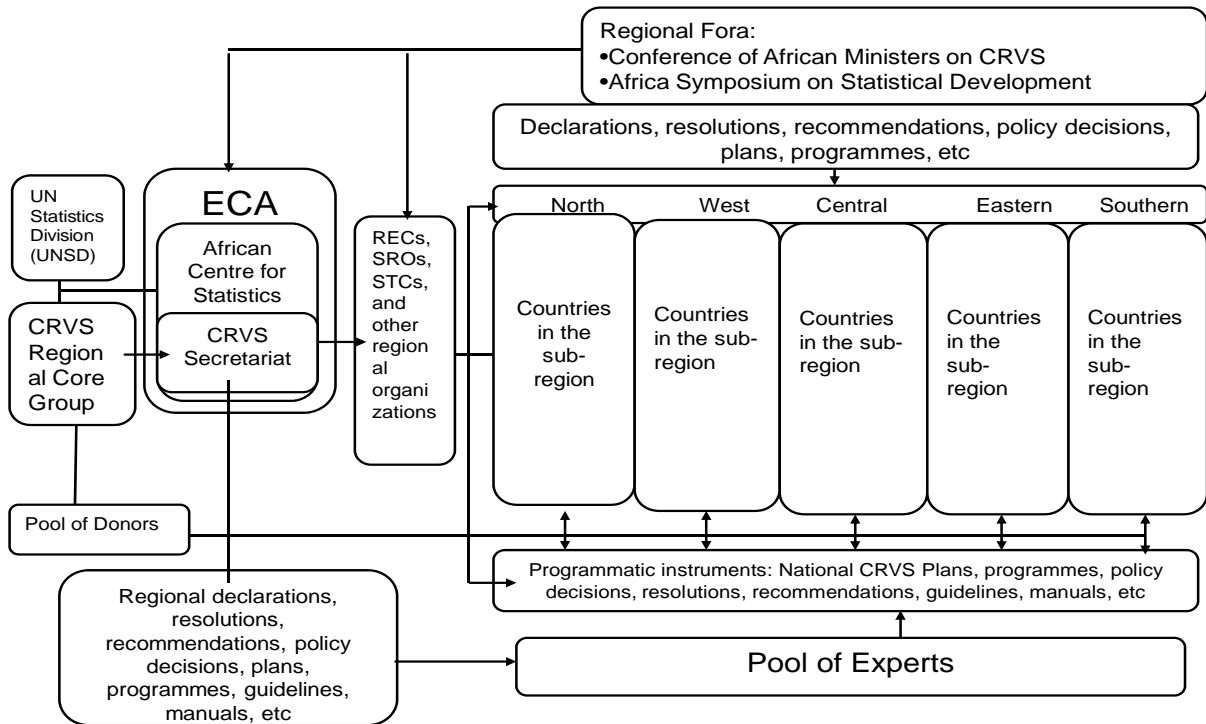 Regional Fora:
•Conference of African Ministers on CRVS
•Africa Symposium on Statistical Development
Declarations, resolutions, recommendations, policy decisions,
plans, programmes, etc
UN
Statistics
Division
(UNSD)
ECA
African
Centre for
Statistics
CRVS
Secretariat
CRVS
Region
al Core
Group
RECs,
SROs,
STCs,
and
other
region
al organi
zations
North West Central Eastern Southern
Countries
in the
sub-
region
Countries
in the sub-
region
Countries
in the sub-
region
Countries
in the
sub-
region
Countries
in the
sub-
region
Pool of Donors
Programmatic instruments: National CRVS Plans, programmes, policy
decisions, resolutions, recommendations, guidelines, manuals, etc
Regional declarations,
resolutions,
recommendations, policy
decisions, plans,
programmes, guidelines,
manuals, etc
Pool of Experts